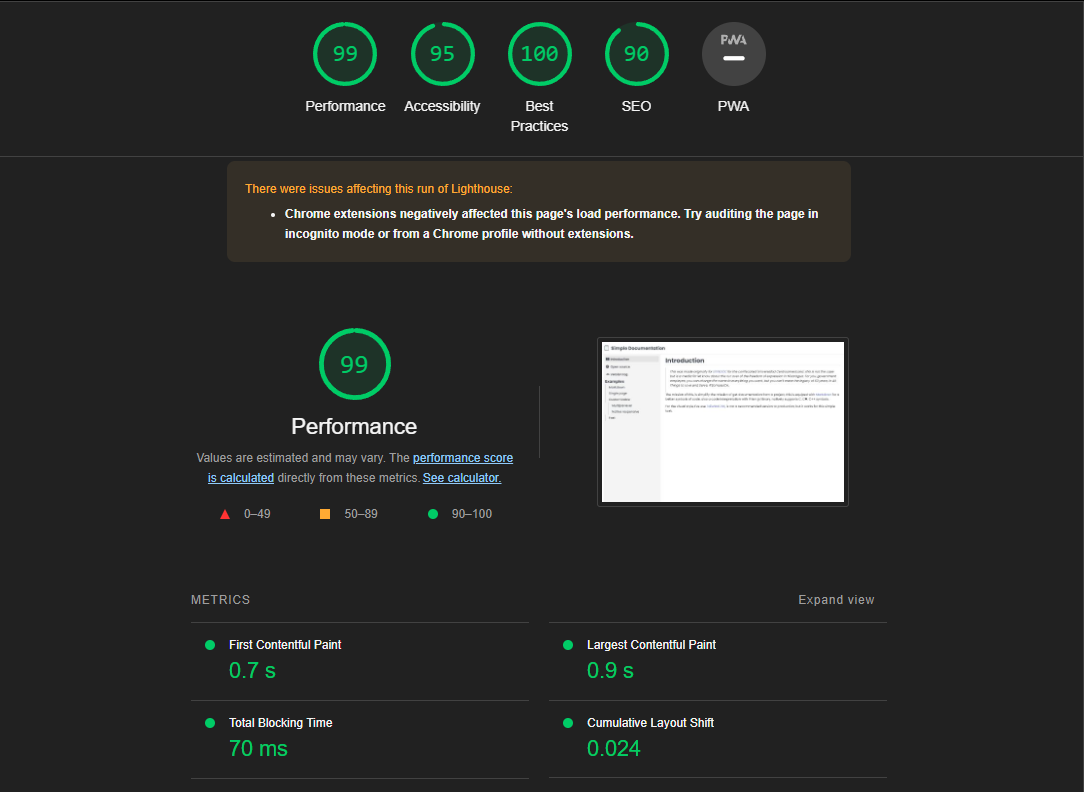 99
95
100
90
PWA
Performance
Accessibility
Best
Practices
SEO
PWA
There were issues affecting this run of Lighthouse:
Chrome extensions negatively affected this page's load performance. Try auditing the page in
incognito mode or from a Chrome profile without extensions.
99
Performance
Values are estimated and may vary. The performance score
is calculated directly from these metrics. See calculator.
0–49
50–89
90–100
Simple Documentation
Introduction
Introduction
Examples
METRICS
Expand view
First Contentful Paint
0.7 s
Largest Contentful Paint
0.9 s
Total Blocking Time
70 ms
Cumulative Layout Shift
0.024